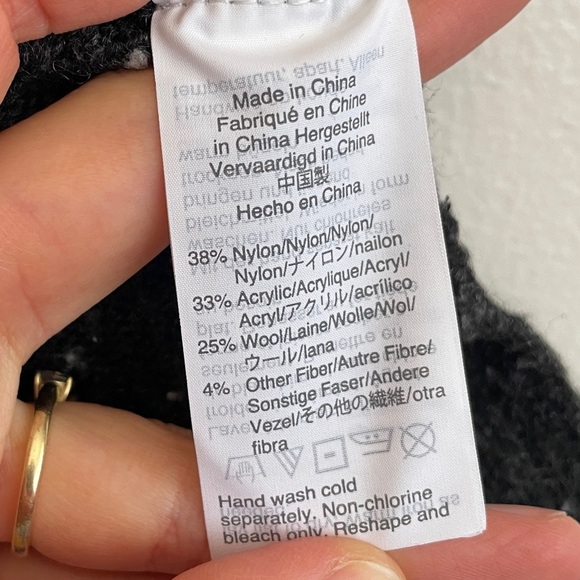 Made in China
Fabriqué en Chine
in China Hergestellt
Vervaardigd in China
中国製
Hecho en China
38% Nylon/Nylon/Nylon/
Nylon/ナイロン/nailon
33% Acrylic/Acrylique/Acryl/
Acryl/アクリル/acrílico
25% Wool/Laine/Wolle/Wol/
ウール/lana
4% Other Fiber/Autre Fibre/
Sonstige Faser/Andere
Vezel/その他の繊維/otra
fibra
Hand wash cold
separately. Non-chlorine
bleach only. Reshape and